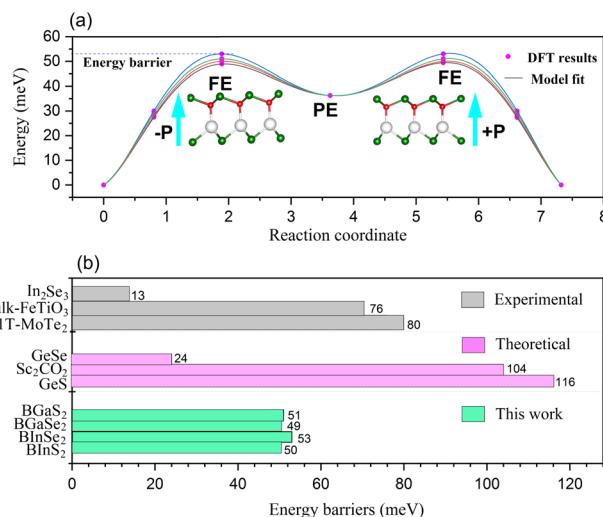 (a)
60
50
40
30
20
10
0
Energy (meV)
Energy barrier
FE
PE
FE
-P
+P
DFT results
Model fit
0 1 2 3 4 5 6 7 8
Reaction coordinate
(b)
In₂Se₃ 13
ulk-FeTiO₃ 76
1T-MoTe₂ 80
Experimental
GeSe 24
Sc₂CO₂ 104
GeS 116
Theoretical
BGaS₂ 51
BGaSe₂ 49
BInSe₂ 53
BInS₂ 50
This work
0 20 40 60 80 100 120
Energy barriers (meV)